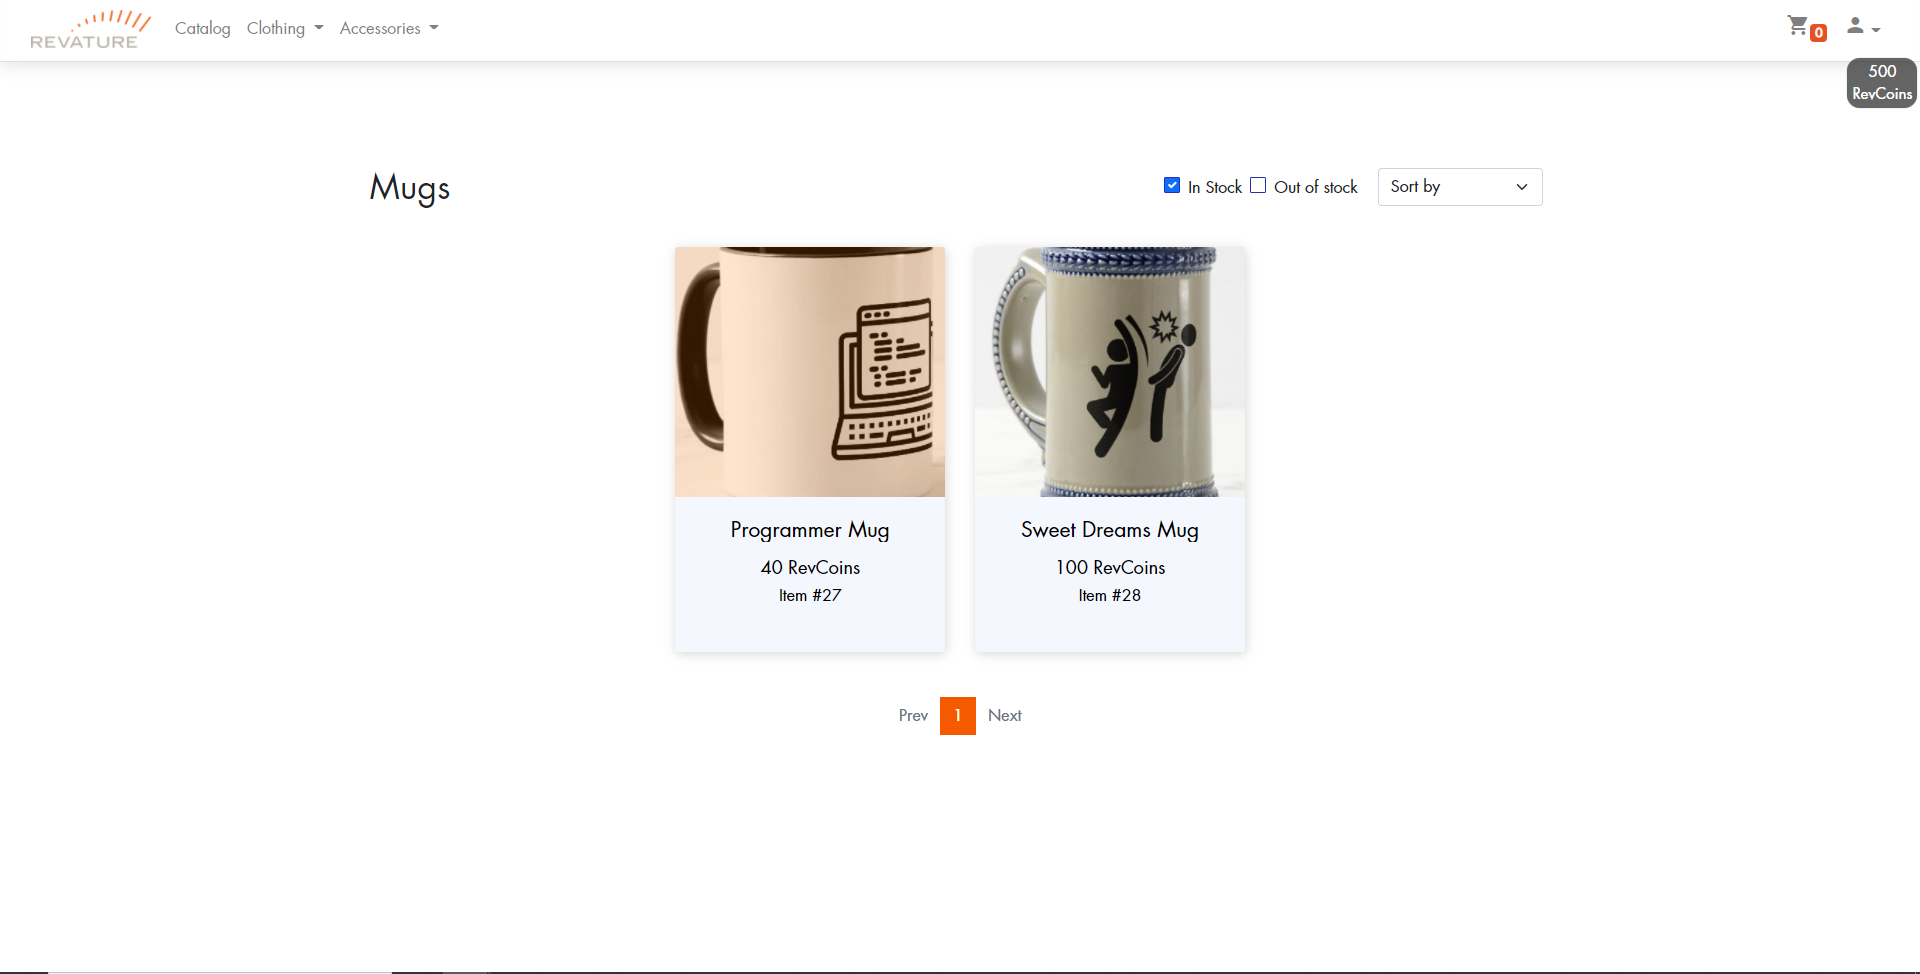 REVATURE
Catalog
Clothing
Accessories
0
500
RevCoins
Mugs
In Stock
Out of stock
Sort by
Programmer Mug
40 RevCoins
Item #27
Sweet Dreams Mug
100 RevCoins
Item #28
Prev
1
Next